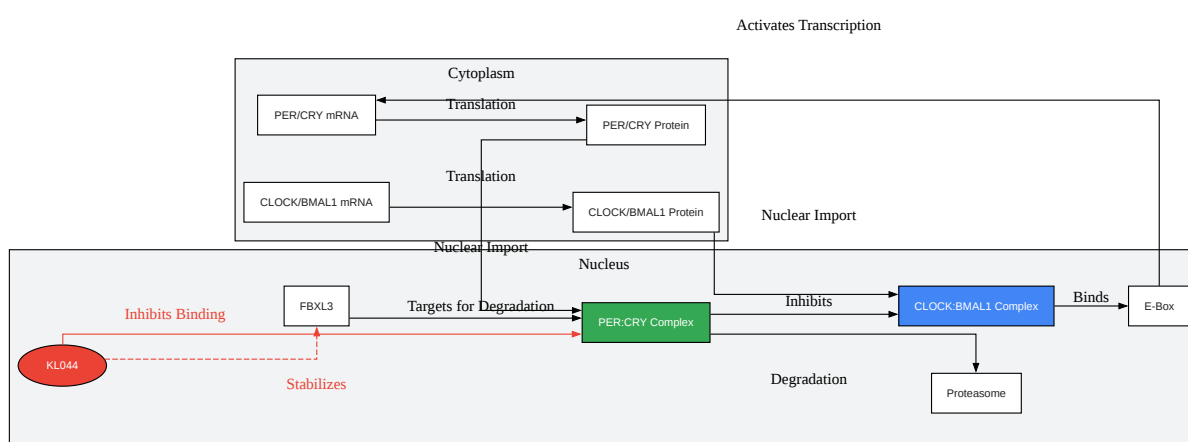 Activates Transcription
Cytoplasm
PER/CRY mRNA
Translation
PER/CRY Protein
CLOCK/BMAL1 mRNA
Translation
CLOCK/BMAL1 Protein
Nuclear Import
Nuclear Import
Nucleus
FBXL3
Targets for Degradation
Inhibits Binding
PER:CRY Complex
Inhibits
CLOCK:BMAL1 Complex
Binds
E-Box
KL044
Stabilizes
Degradation
Proteasome